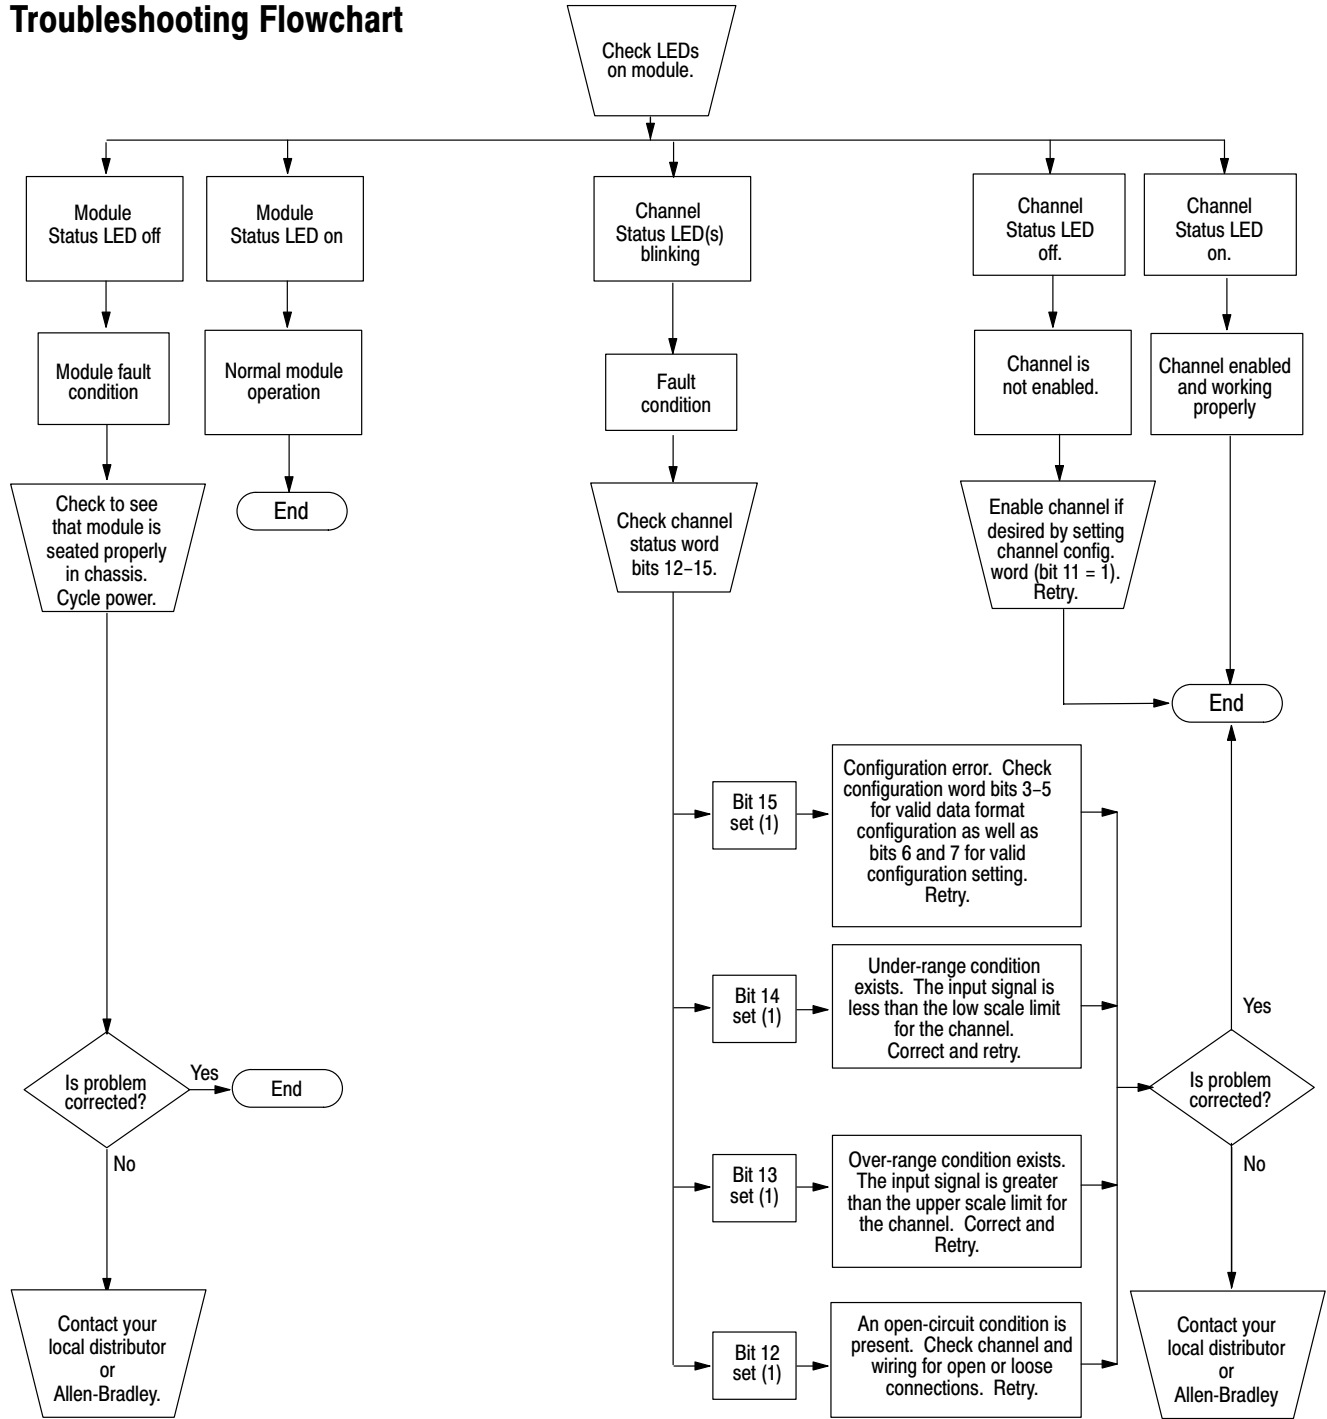 Troubleshooting Flowchart
Check LEDs
on module.
Module
Status LED off
Module
Status LED on
Channel
Status LED(s)
blinking
Channel
Status LED
off.
Channel
Status LED
on.
Module fault
condition
Normal module
operation
Fault
condition
Channel is
not enabled.
Channel enabled
and working
properly
Check to see
that module is
seated properly
in chassis.
Cycle power.
End
Check channel
status word
bits 12–15.
Enable channel if
desired by setting
channel config.
word (bit 11 = 1).
Retry.
End
Bit 15
set (1)
Configuration error. Check
configuration word bits 3–5
for valid data format
configuration as well as
bits 6 and 7 for valid
configuration setting.
Retry.
Bit 14
set (1)
Under-range condition
exists. The input signal is
less than the low scale limit
for the channel.
Correct and retry.
Yes
Is problem
corrected?
Yes
End
No
Is problem
corrected?
No
Bit 13
set (1)
Over-range condition exists.
The input signal is greater
than the upper scale limit for
the channel. Correct and
Retry.
Bit 12
set (1)
An open-circuit condition is
present. Check channel and
wiring for open or loose
connections. Retry.
Contact your
local distributor
or
Allen-Bradley.
Contact your
local distributor
or
Allen-Bradley